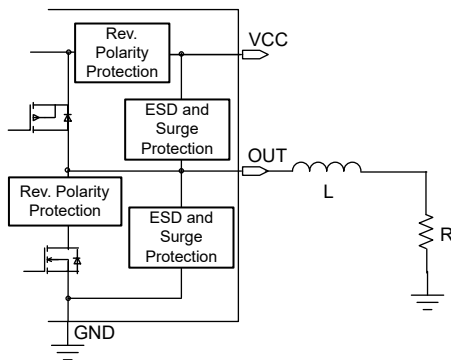 Rev.
Polarity
Protection
VCC
ESD and
Surge
Protection
OUT
L
Rev. Polarity
Protection
ESD and
Surge
Protection
R
GND